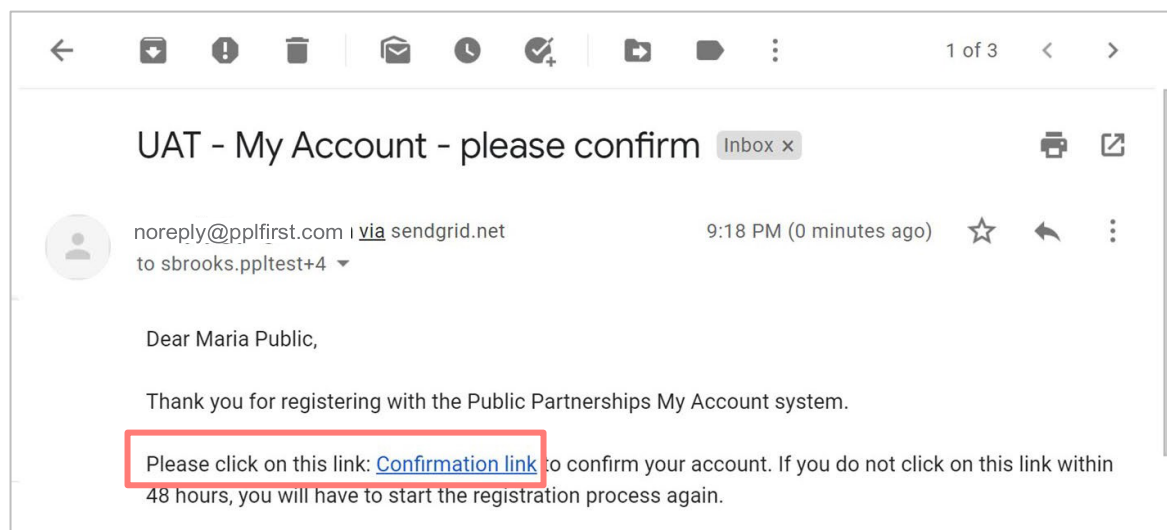 1 of 3
UAT - My Account - please confirm Inbox x
noreply@pplfirst.com via sendgrid.net 9:18 PM (0 minutes ago)
to sbrooks.ppltest+4
Dear Maria Public,
Thank you for registering with the Public Partnerships My Account system.
Please click on this link: Confirmation link to confirm your account. If you do not click on this link within
48 hours, you will have to start the registration process again.